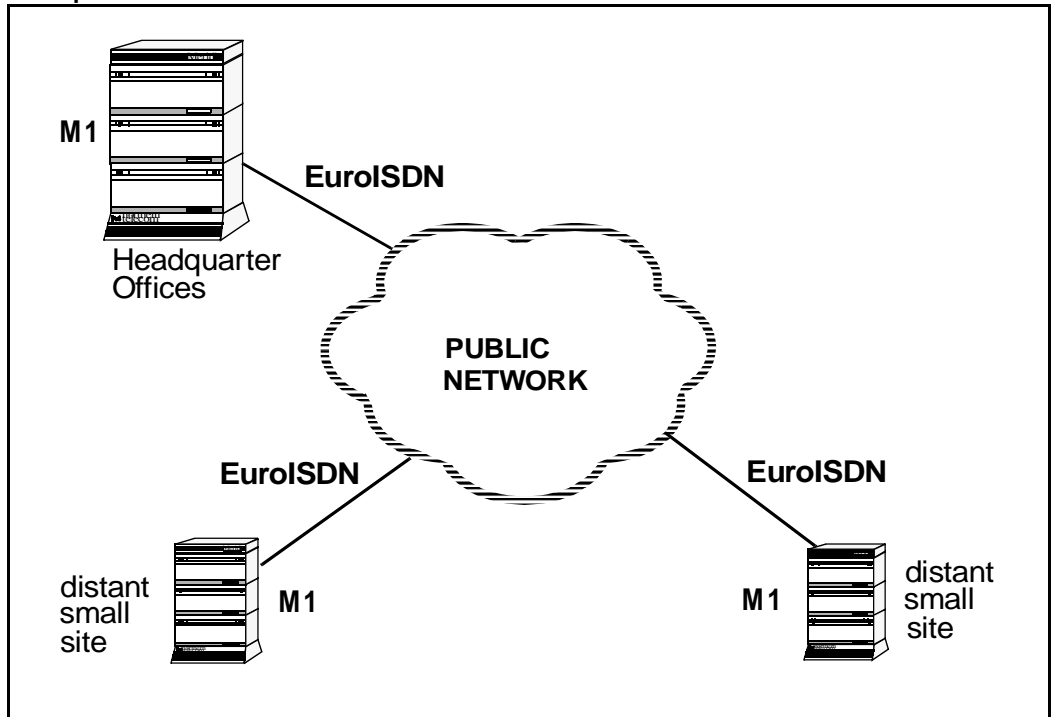 M1
EuroISDN
Headquarter
Offices
PUBLIC
NETWORK
EuroISDN
EuroISDN
distant
small
site
M1
M1
distant
small
site